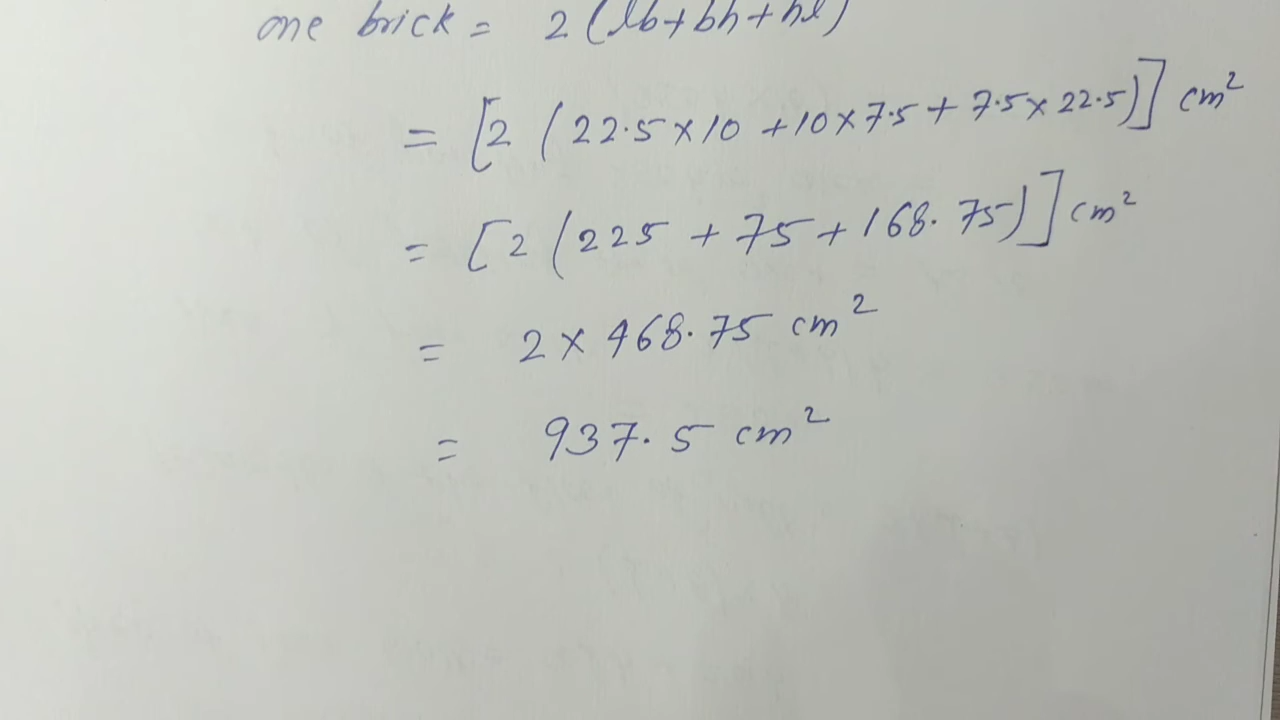 one brick = 2 (lb+bh+hl)
= [2 (22.5×10 +10×7.5 + 7.5×22.5)] cm²
= [2 (225 + 75 + 168.75)] cm²
= 2 × 468.75 cm²
= 937.5 cm²